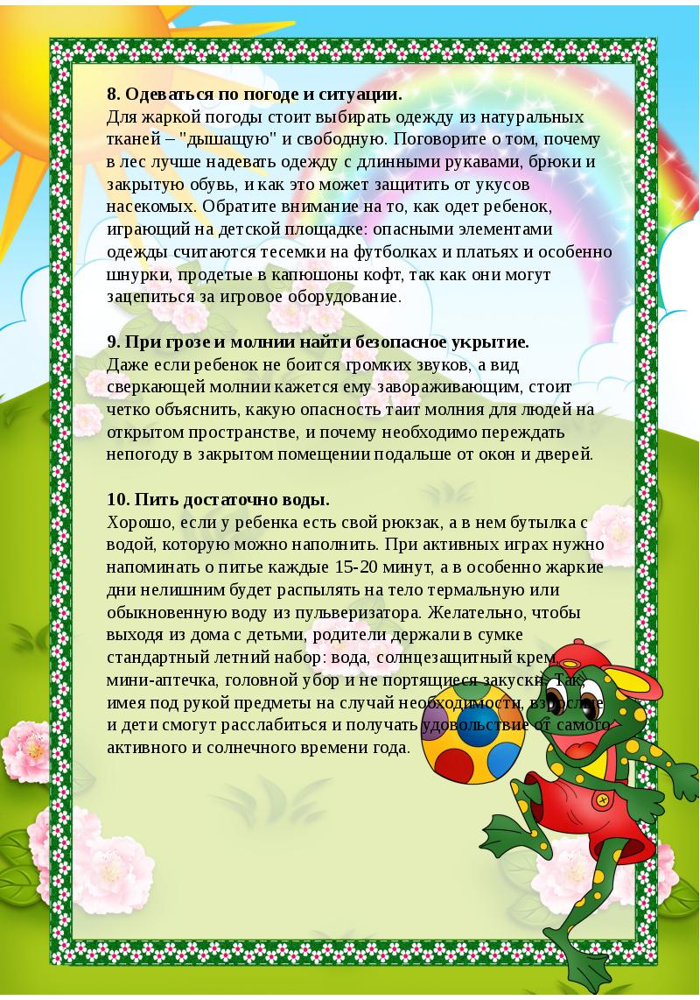 8. Одеваться по погоде и ситуации.
Для жаркой погоды стоит выбирать одежду из натуральных
тканей – "дышащую" и свободную. Поговорите о том, почему
в лес лучше надевать одежду с длинными рукавами, брюки и
закрытую обувь, и как это может защитить от укусов
насекомых. Обратите внимание на то, как одет ребенок,
играющий на детской площадке: опасными элементами
одежды считаются тесемки на футболках и платьях и особенно
шнурки, продетые в капюшоны кофт, так как они могут
зацепиться за игровое оборудование.
9. При грозе и молнии найти безопасное укрытие.
Даже если ребенок не боится громких звуков, а вид
сверкающей молнии кажется ему завораживающим, стоит
четко объяснить, какую опасность таит молния для людей на
открытом пространстве, и почему необходимо переждать
непогоду в закрытом помещении подальше от окон и дверей.
10. Пить достаточно воды.
Хорошо, если у ребенка есть свой рюкзак, а в нем бутылка с
водой, которую можно наполнить. При активных играх нужно
напоминать о питье каждые 15-20 минут, а в особенно жаркие
дни нелишним будет распылять на тело термальную или
обыкновенную воду из пульверизатора. Желательно, чтобы
выходя из дома с детьми, родители держали в сумке
стандартный летний набор: вода, солнцезащитный крем,
мини-аптечка, головной убор и не портящиеся закуски. Так,
имея под рукой предметы на случай необходимости, взрослые
и дети смогут расслабиться и получать удовольствие от самого
активного и солнечного времени года.